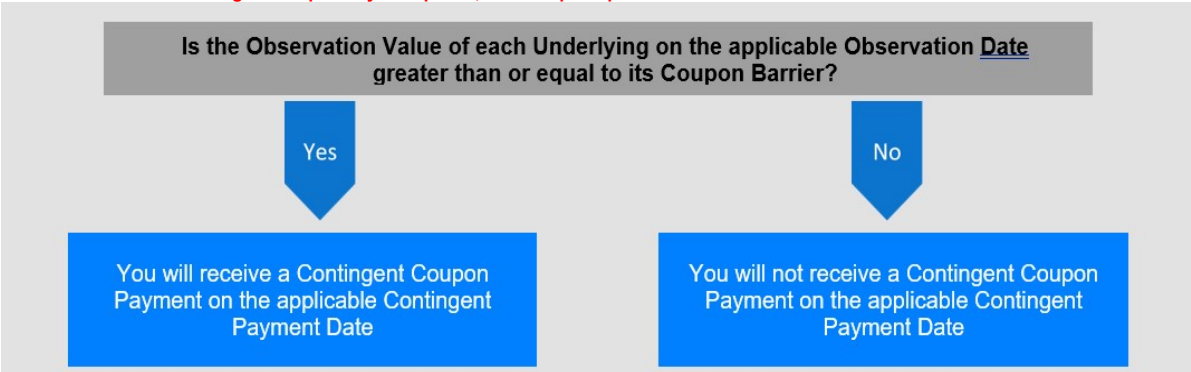 Is the Observation Value of each Underlying on the applicable Observation Date
greater than or equal to its Coupon Barrier?
Yes
No
You will receive a Contingent Coupon
Payment on the applicable Contingent
Payment Date
You will not receive a Contingent Coupon
Payment on the applicable Contingent
Payment Date